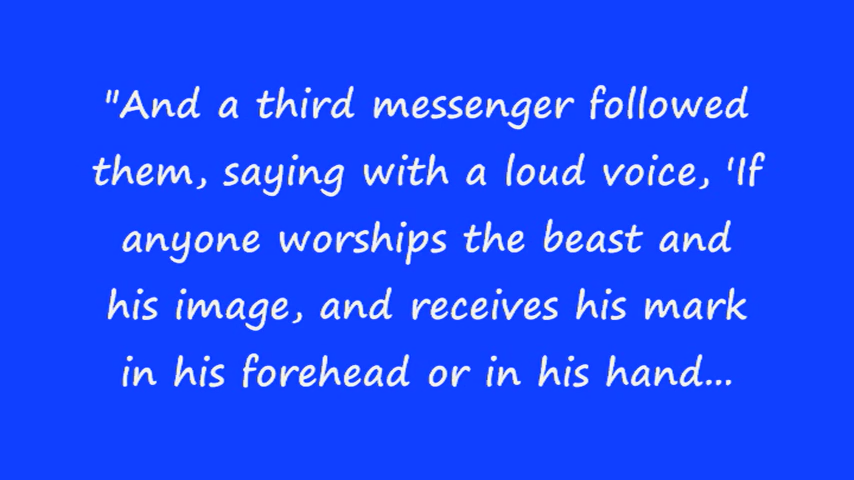 "And a third messenger followed
them, saying with a loud voice, 'If
anyone worships the beast and
his image, and receives his mark
in his forehead or in his hand...